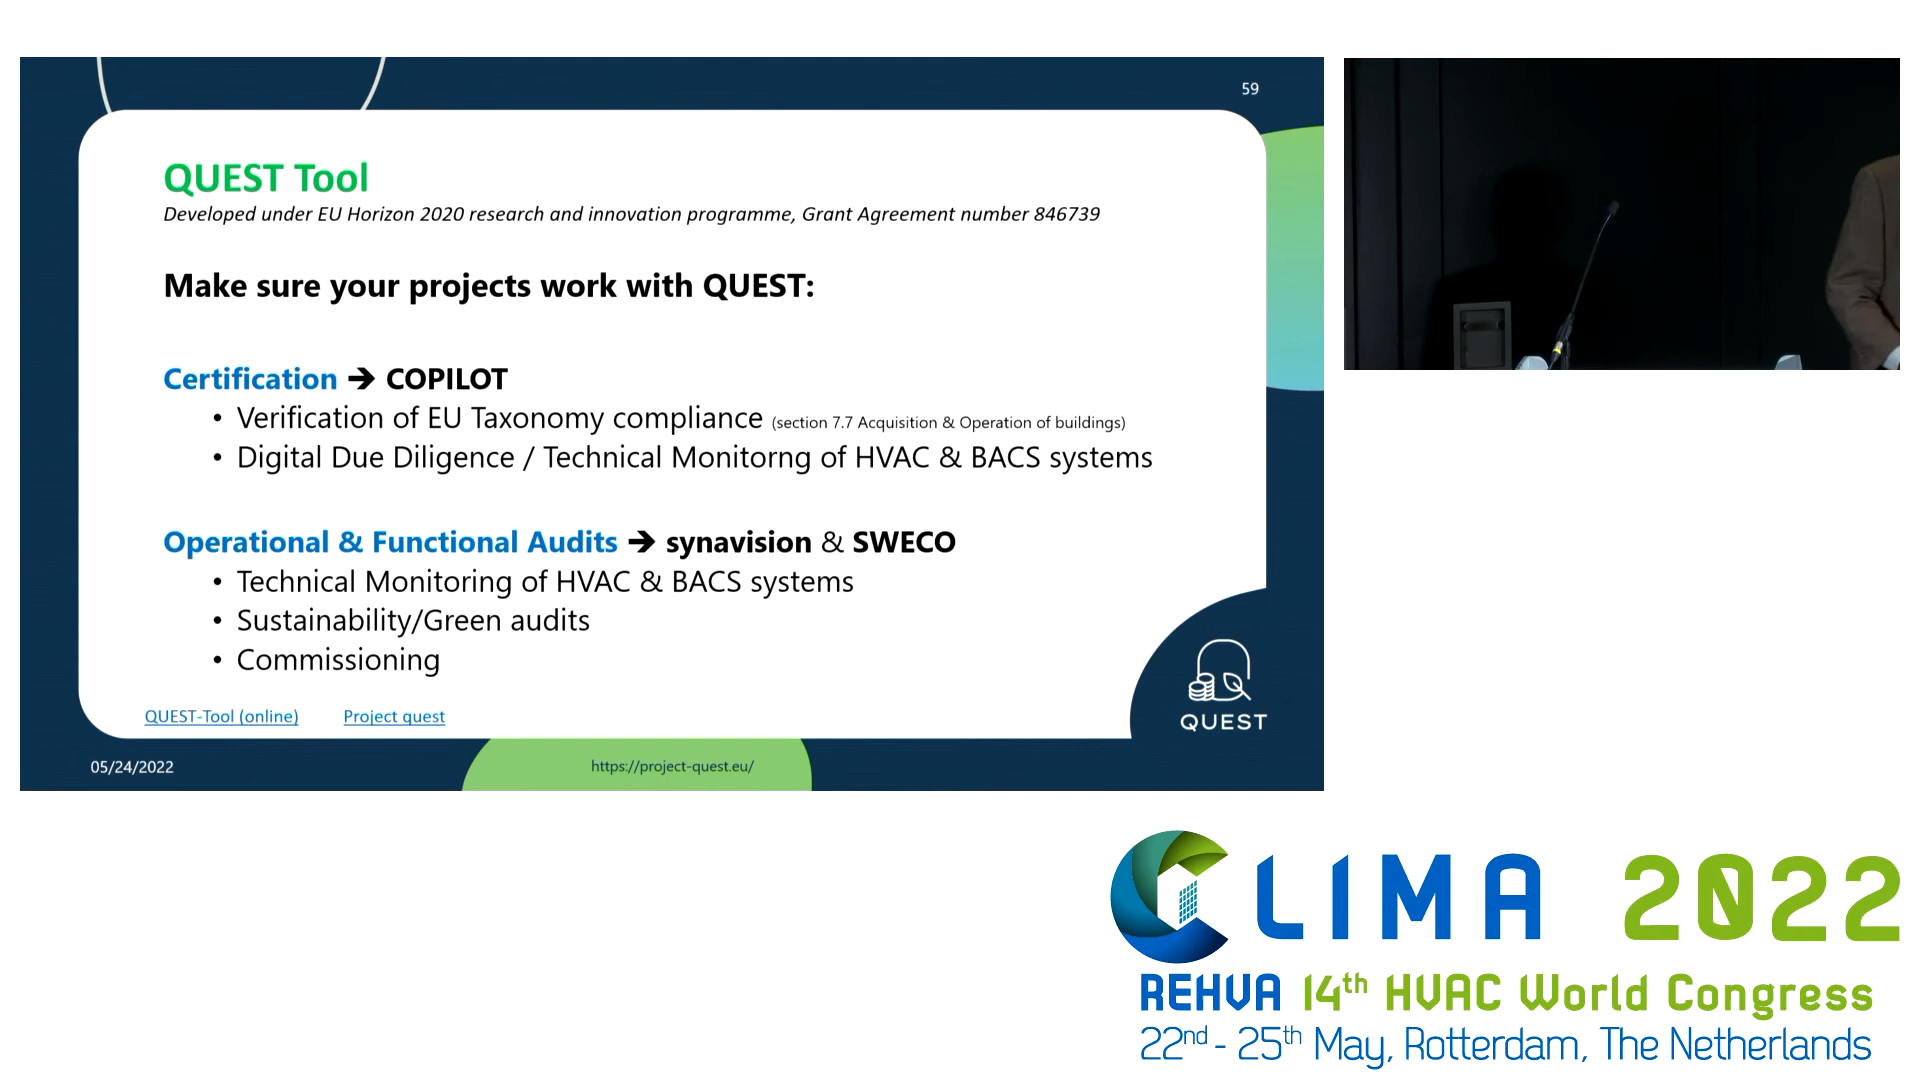 59
QUEST Tool
Developed under EU Horizon 2020 research and innovation programme, Grant Agreement number 846739
Make sure your projects work with QUEST:
Certification ➔ COPILOT
• Verification of EU Taxonomy compliance (section 7.7 Acquisition & Operation of buildings)
• Digital Due Diligence / Technical Monitorng of HVAC & BACS systems
Operational & Functional Audits ➔ synavision & SWECO
• Technical Monitoring of HVAC & BACS systems
• Sustainability/Green audits
• Commissioning
QUEST
QUEST-Tool (online) Project quest
05/24/2022 https://project-quest.eu/
CLIMA 2022
REHVA 14th HVAC World Congress
22nd - 25th May, Rotterdam, The Netherlands